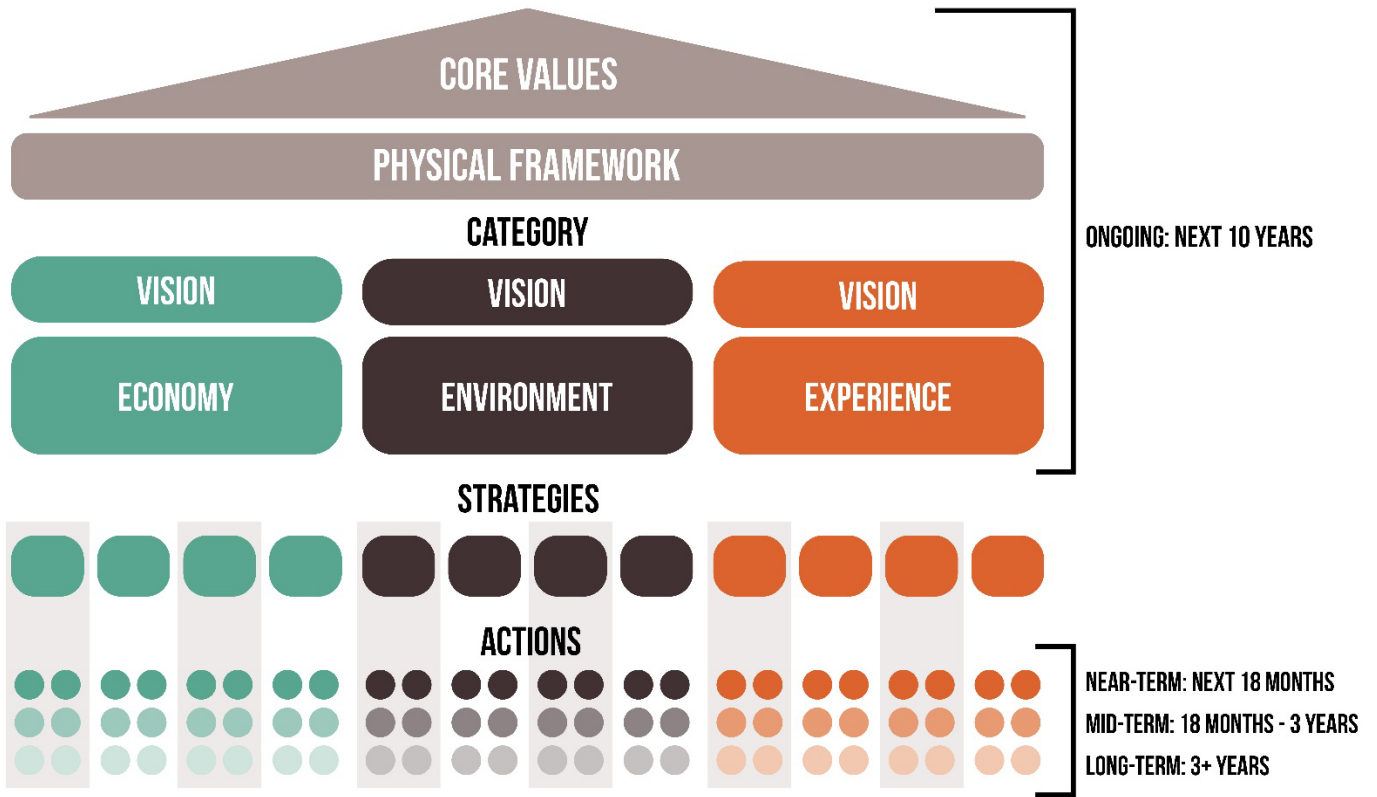 CORE VALUES
PHYSICAL FRAMEWORK
CATEGORY
ONGOING: NEXT 10 YEARS
VISION
VISION
VISION
ECONOMY
ENVIRONMENT
EXPERIENCE
STRATEGIES
ACTIONS
NEAR-TERM: NEXT 18 MONTHS
MID-TERM: 18 MONTHS - 3 YEARS
LONG-TERM: 3+ YEARS